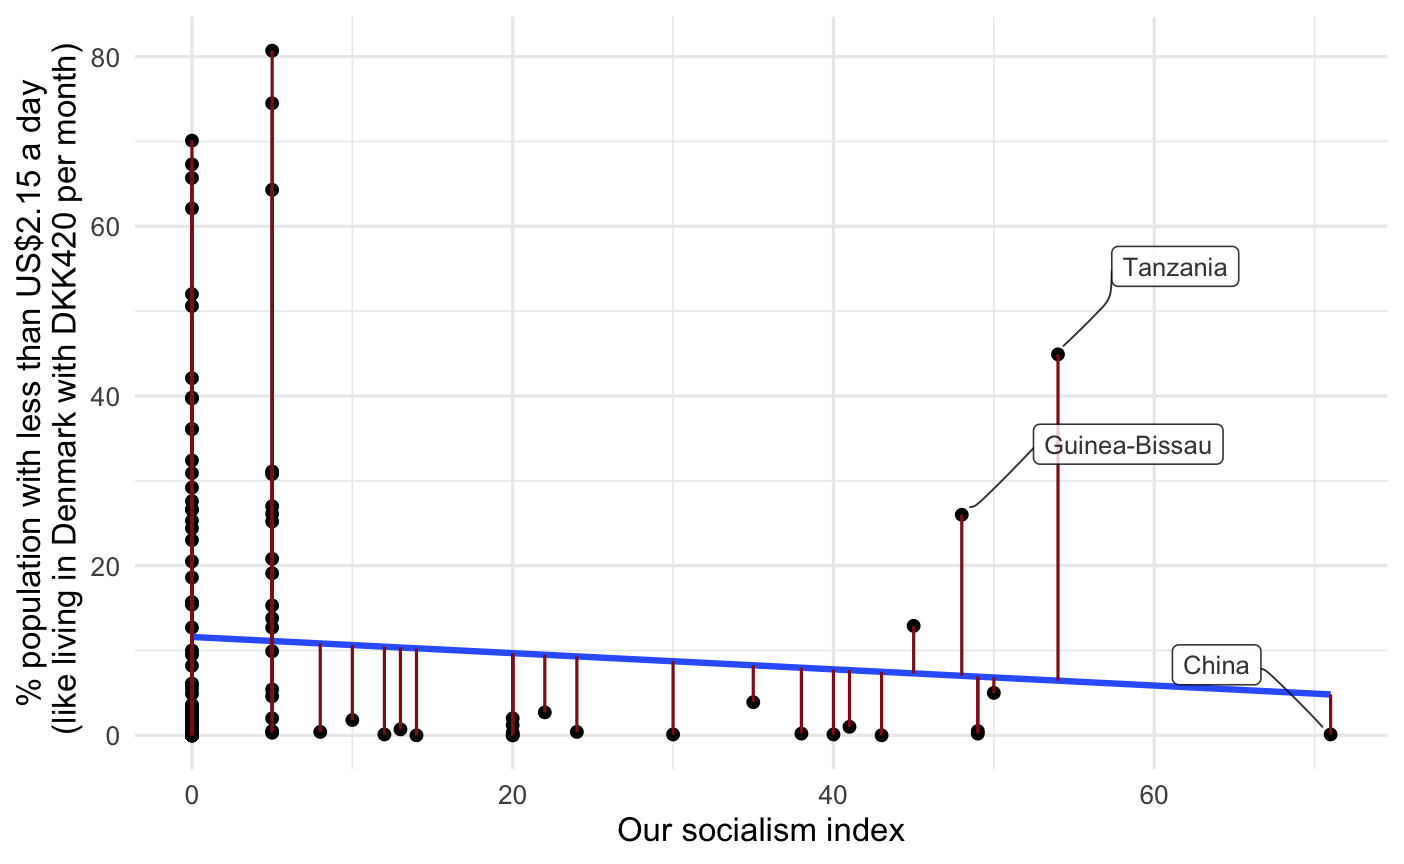 % population with less than US$2.15 a day
(like living in Denmark with DKK420 per month)
80
60
40
20
0
Tanzania
Guinea-Bissau
China
0
20
40
60
Our socialism index